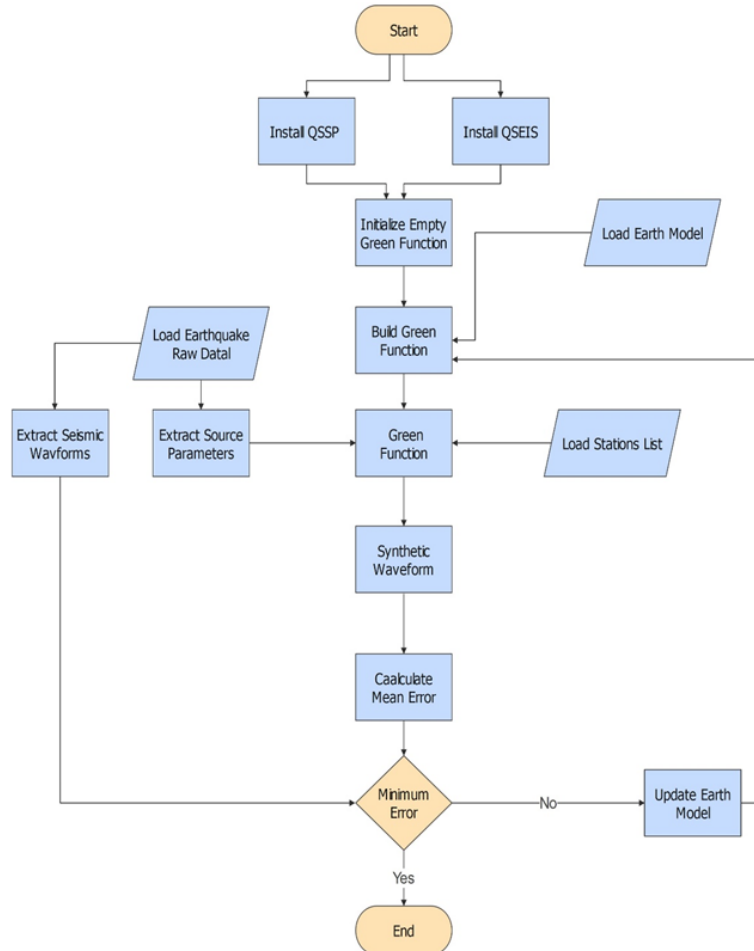 Start
Install QSSP
Install QSEIS
Initialize Empty
Green Function
Load Earth Model
Build Green
Function
Load Earthquake
Raw Datal
Extract Seismic
Wavforms
Extract Source
Parameters
Green
Function
Load Stations List
Synthetic
Waveform
Caalculate
Mean Error
Minimum
Error
No
Update Earth
Model
Yes
End